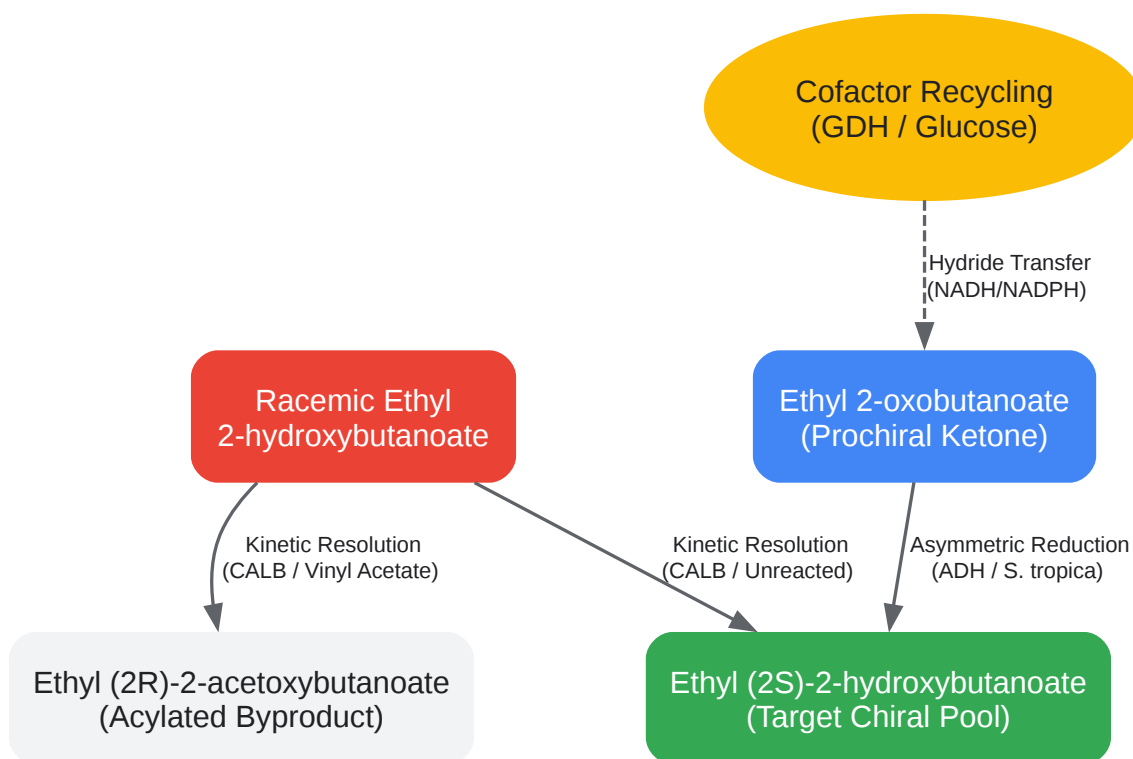 Cofactor Recycling
(GDH / Glucose)
Hydride Transfer
(NADH/NADPH)
Racemic Ethyl
2-hydroxybutanoate
Ethyl 2-oxobutanoate
(Prochiral Ketone)
Kinetic Resolution
(CALB / Vinyl Acetate)
Kinetic Resolution
(CALB / Unreacted)
Asymmetric Reduction
(ADH / S. tropica)
Ethyl (2R)-2-acetoxybutanoate
(Acylated Byproduct)
Ethyl (2S)-2-hydroxybutanoate
(Target Chiral Pool)